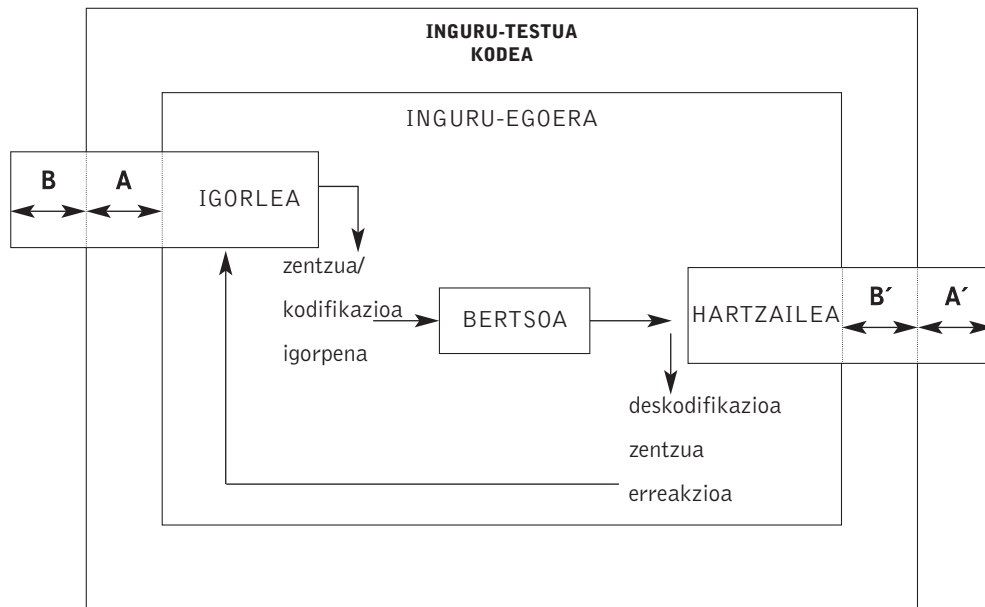 INGURU-TESTUA
KODEA
INGURU-EGOERA
B
A
IGORLEA
zentzua/
kodifikazioa
igorpena
BERTSOA
HARTZAILEA
B´
A´
deskodifikazioa
zentzua
erreakzioa